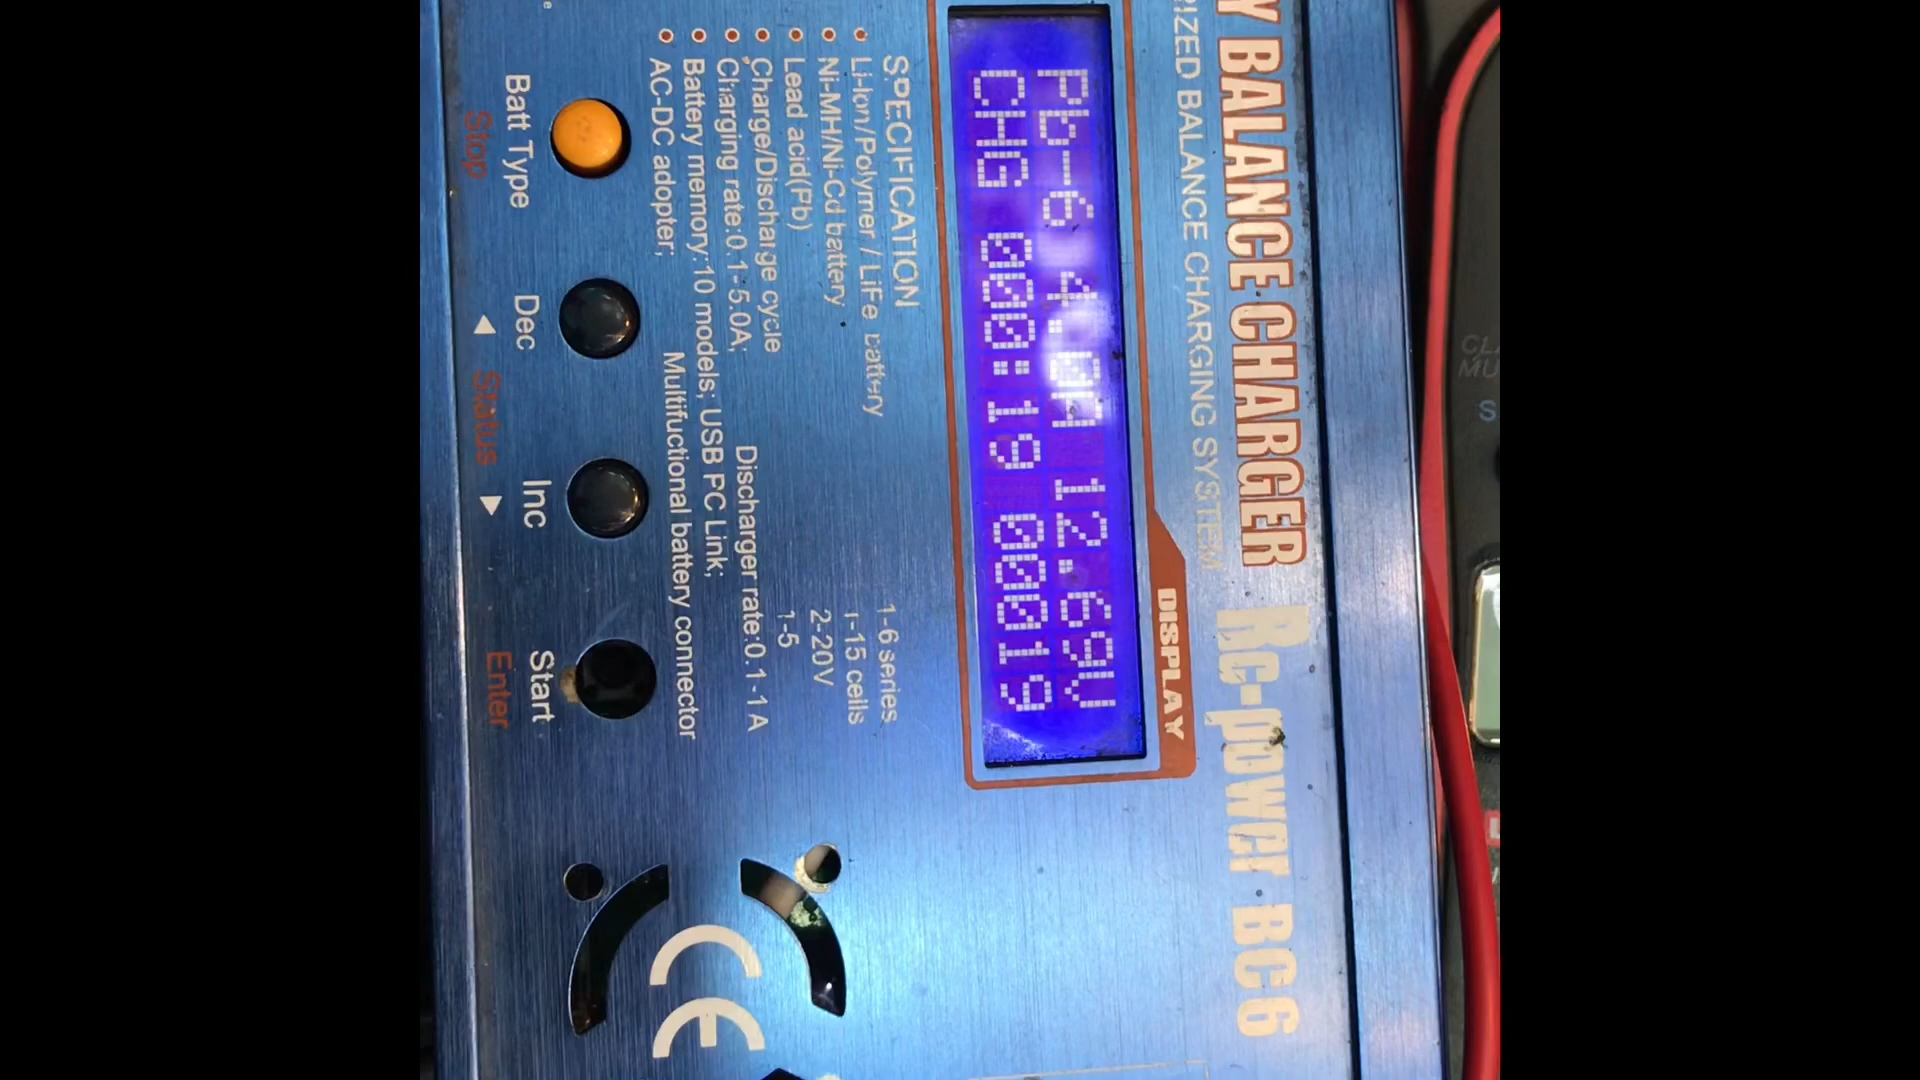 Y BALANCE CHARGER Rc-power BC6
RIZED BALANCE CHARGING SYSTEM
DISPLAY
Pb-6 4.0A 12.69V
CHG 000:19 00019
SPECIFICATION
Li-Ion/Polymer / LiFe battery 1-6 series
Ni-MH/Ni-Cd battery 1-15 cells
Lead acid(Pb) 2-20V
Charge/Discharge cycle 1-5
Charging rate:0.1-5.0A; Discharger rate:0.1-1 A
Battery memory:10 models; USB PC Link;
AC-DC adopter; Multifuctional battery connector
Batt Type Dec Inc Start
Stop ◄ Status ► Enter
CE